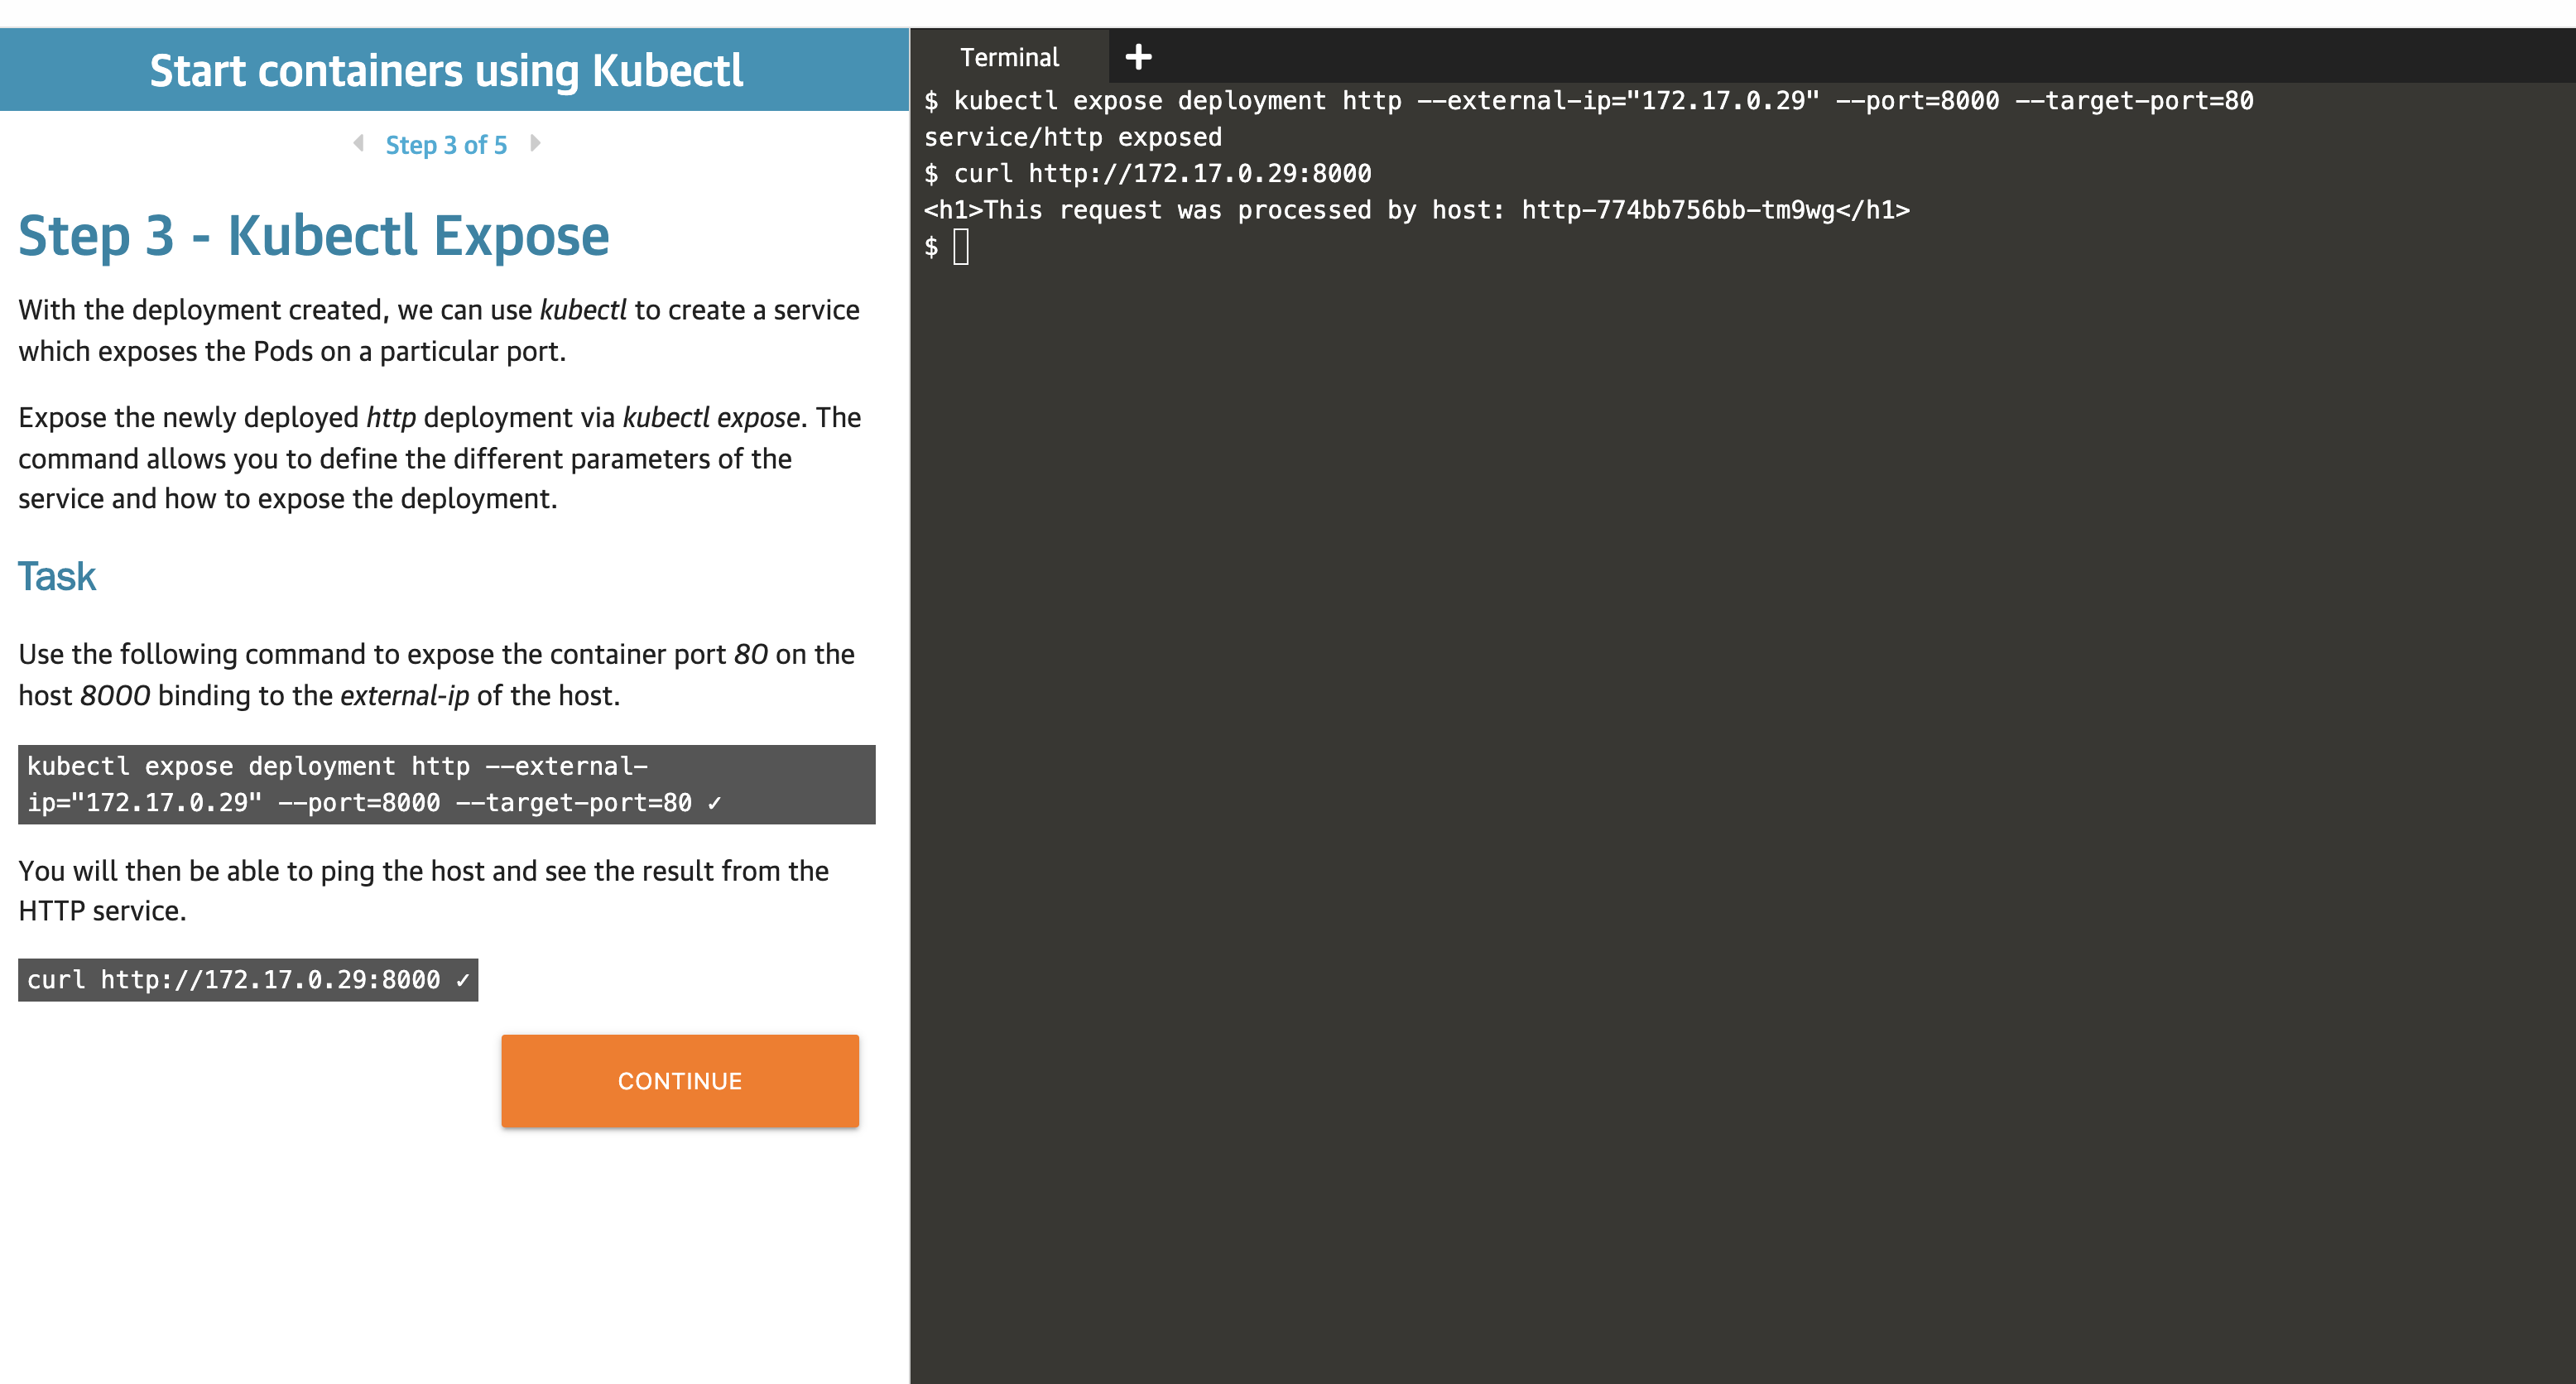 Start containers using Kubectl
Step 3 of 5
Step 3 - Kubectl Expose
With the deployment created, we can use kubectl to create a service
which exposes the Pods on a particular port.
Expose the newly deployed http deployment via kubectl expose. The
command allows you to define the different parameters of the
service and how to expose the deployment.
Task
Use the following command to expose the container port 80 on the
host 8000 binding to the external-ip of the host.
kubectl expose deployment http --external-
ip="172.17.0.29" --port=8000 --target-port=80 ✓
You will then be able to ping the host and see the result from the
HTTP service.
curl http://172.17.0.29:8000 ✓
CONTINUE
Terminal
$ kubectl expose deployment http --external-ip="172.17.0.29" --port=8000 --target-port=80
service/http exposed
$ curl http://172.17.0.29:8000
<h1>This request was processed by host: http-774bb756bb-tm9wg</h1>
$